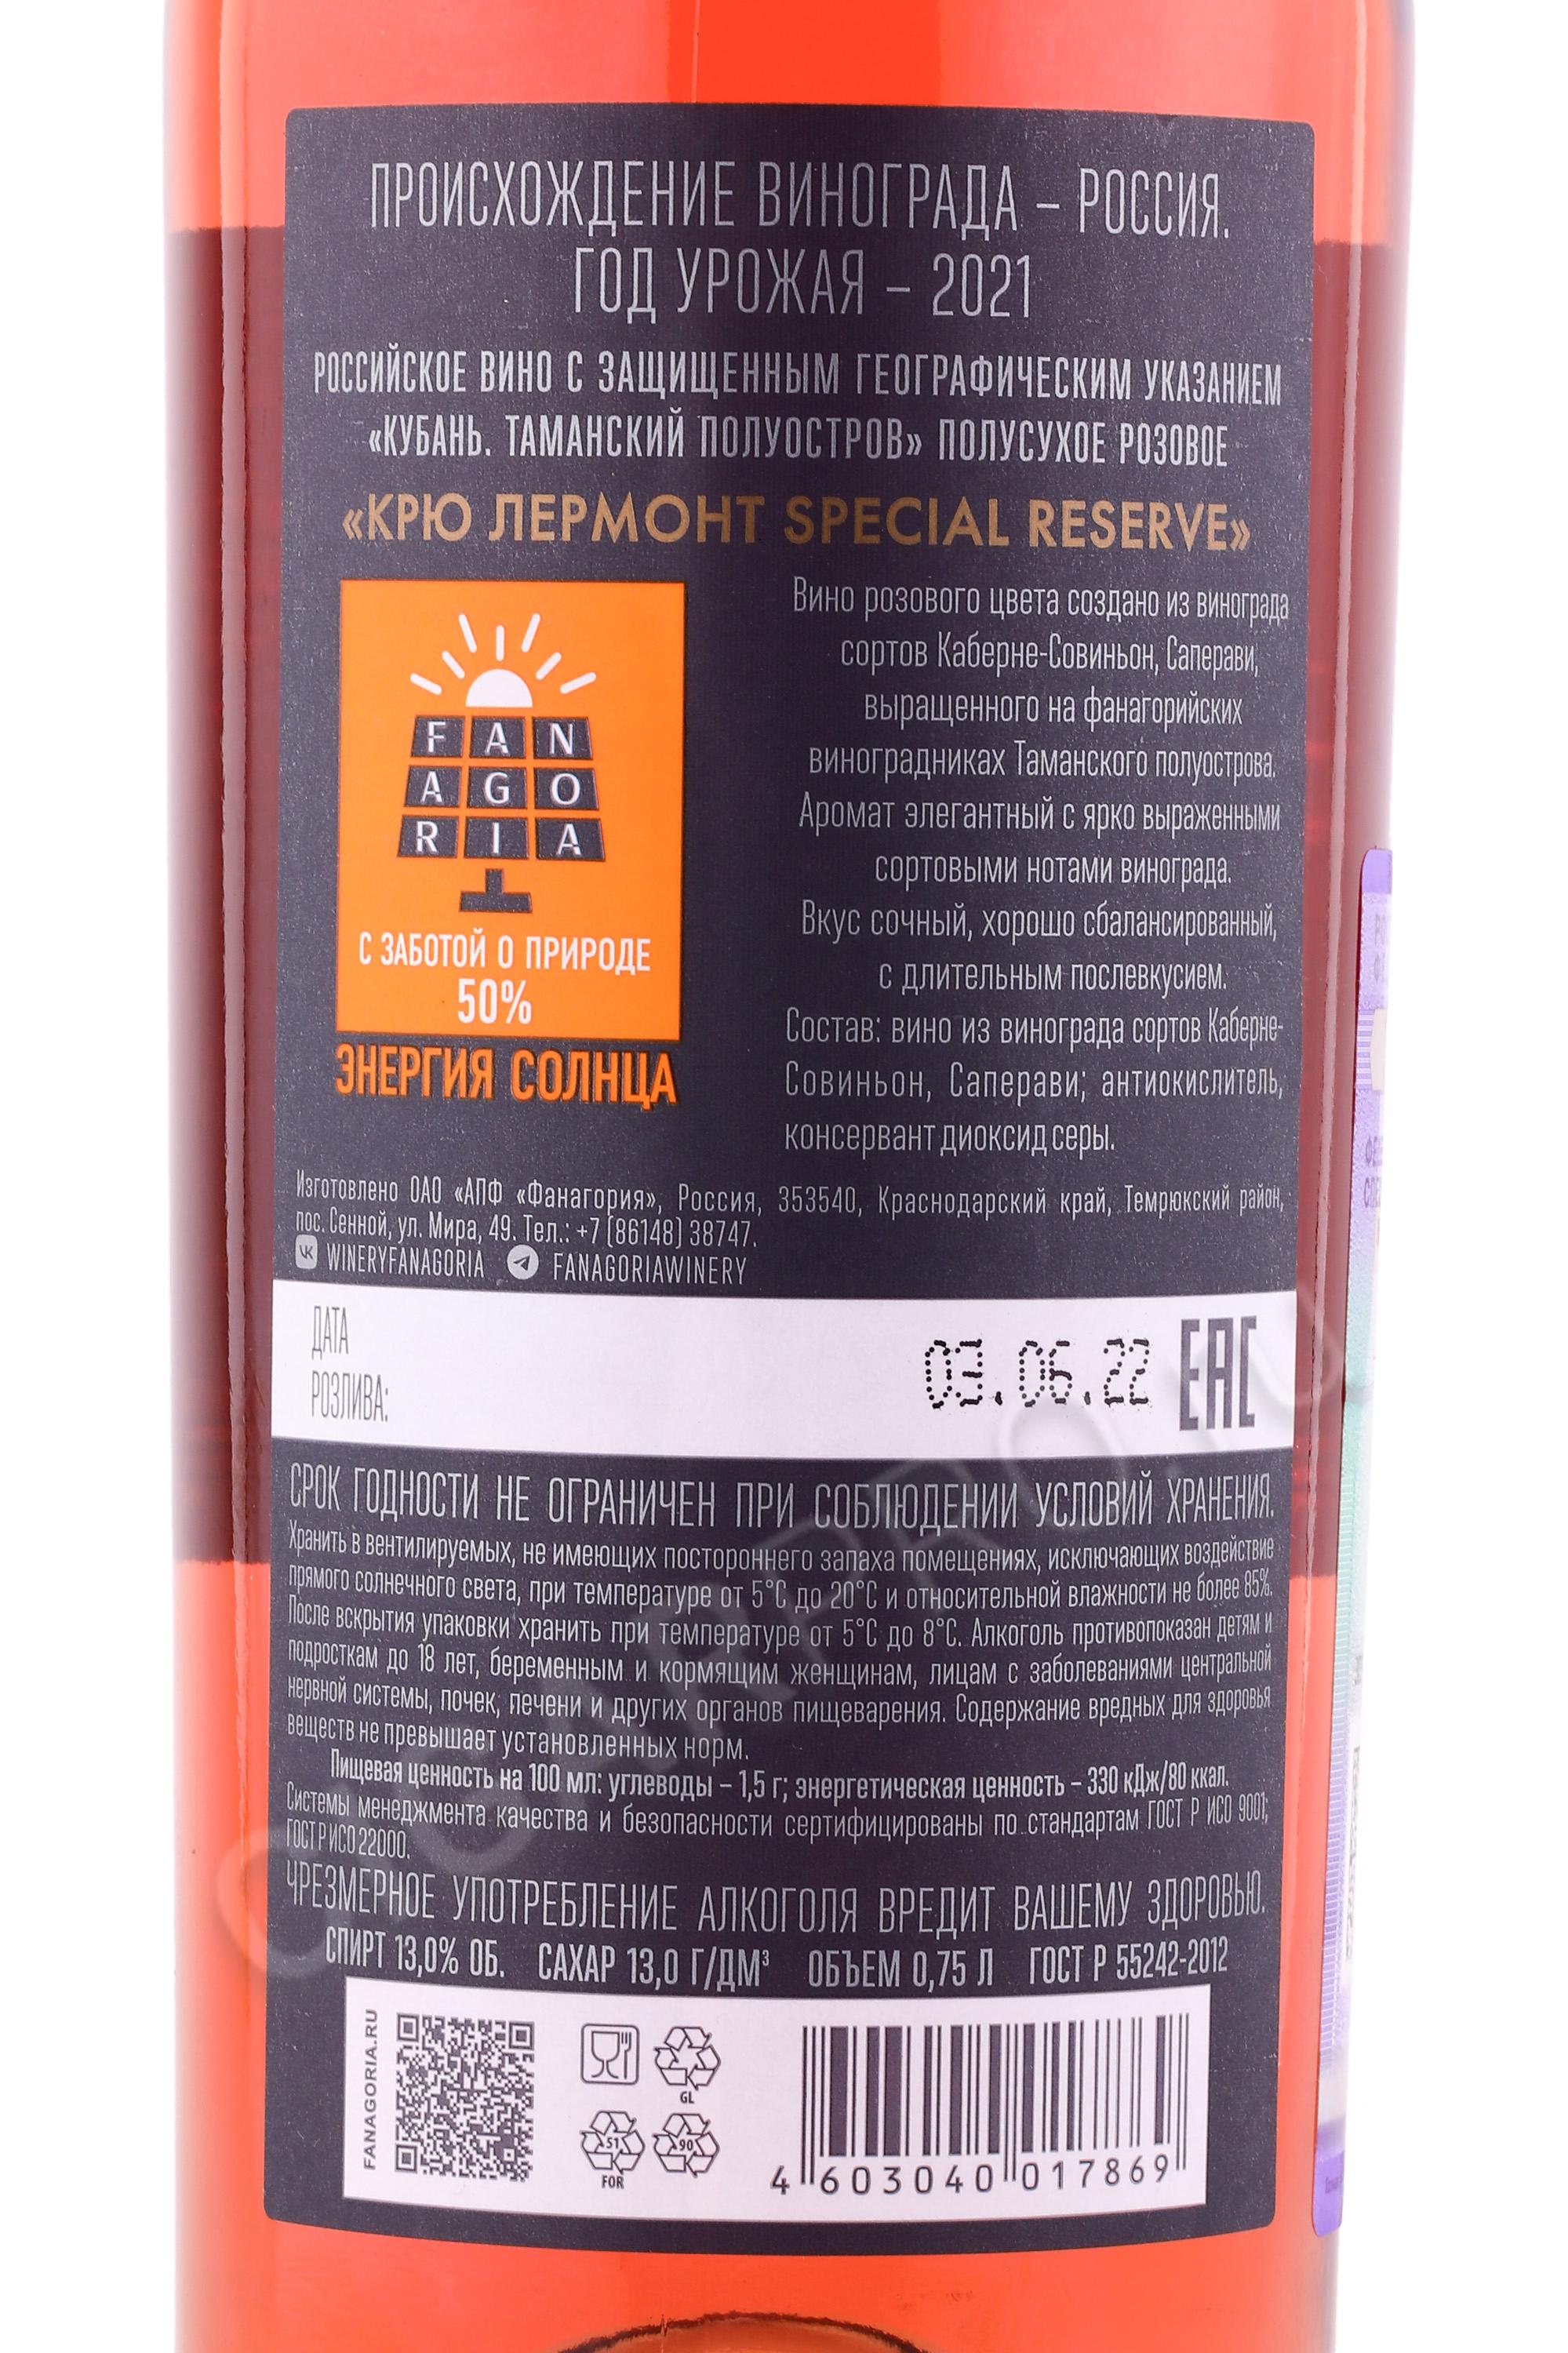 ПРОИСХОЖДЕНИЕ ВИНОГРАДА – РОССИЯ.
ГОД УРОЖАЯ – 2021
РОССИЙСКОЕ ВИНО С ЗАЩИЩЕННЫМ ГЕОГРАФИЧЕСКИМ УКАЗАНИЕМ
«КУБАНЬ. ТАМАНСКИЙ ПОЛУОСТРОВ» ПОЛУСУХОЕ РОЗОВОЕ
«КРЮ ЛЕРМОНТ SPECIAL RESERVE»
FAN
AGO
RIA
С ЗАБОТОЙ О ПРИРОДЕ
50%
ЭНЕРГИЯ СОЛНЦА
Вино розового цвета создано из винограда
сортов Каберне-Совиньон, Саперави,
выращенного на фанагорийских
виноградниках Таманского полуострова.
Аромат элегантный с ярко выраженными
сортовыми нотами винограда.
Вкус сочный, хорошо сбалансированный,
с длительным послевкусием.
Состав: вино из винограда сортов Каберне-
Совиньон, Саперави; антиокислитель,
консервант диоксид серы.
Изготовлено ОАО «АПФ «Фанагория», Россия, 353540, Краснодарский край, Темрюкский район,
пос. Сенной, ул. Мира, 49. Тел.: +7 (86148) 38747.
WINERYFANAGORIA FANAGORIAWINERY
ДАТА
РОЗЛИВА:
03.06.22 EAC
СРОК ГОДНОСТИ НЕ ОГРАНИЧЕН ПРИ СОБЛЮДЕНИИ УСЛОВИЙ ХРАНЕНИЯ.
Хранить в вентилируемых, не имеющих постороннего запаха помещениях, исключающих воздействие
прямого солнечного света, при температуре от 5°С до 20°С и относительной влажности не более 85%.
После вскрытия упаковки хранить при температуре от 5°С до 8°С. Алкоголь противопоказан детям и
подросткам до 18 лет, беременным и кормящим женщинам, лицам с заболеваниями центральной
нервной системы, почек, печени и других органов пищеварения. Содержание вредных для здоровья
веществ не превышает установленных норм.
Пищевая ценность на 100 мл: углеводы – 1,5 г; энергетическая ценность – 330 кДж/80 ккал.
Системы менеджмента качества и безопасности сертифицированы по стандартам ГОСТ Р ИСО 9001;
ГОСТ Р ИСО 22000.
ЧРЕЗМЕРНОЕ УПОТРЕБЛЕНИЕ АЛКОГОЛЯ ВРЕДИТ ВАШЕМУ ЗДОРОВЬЮ.
СПИРТ 13,0% ОБ. САХАР 13,0 Г/ДМ³ ОБЪЕМ 0,75 Л ГОСТ Р 55242-2012
FANAGORIA.RU
GL
51
FOR
90
4 603040 017869